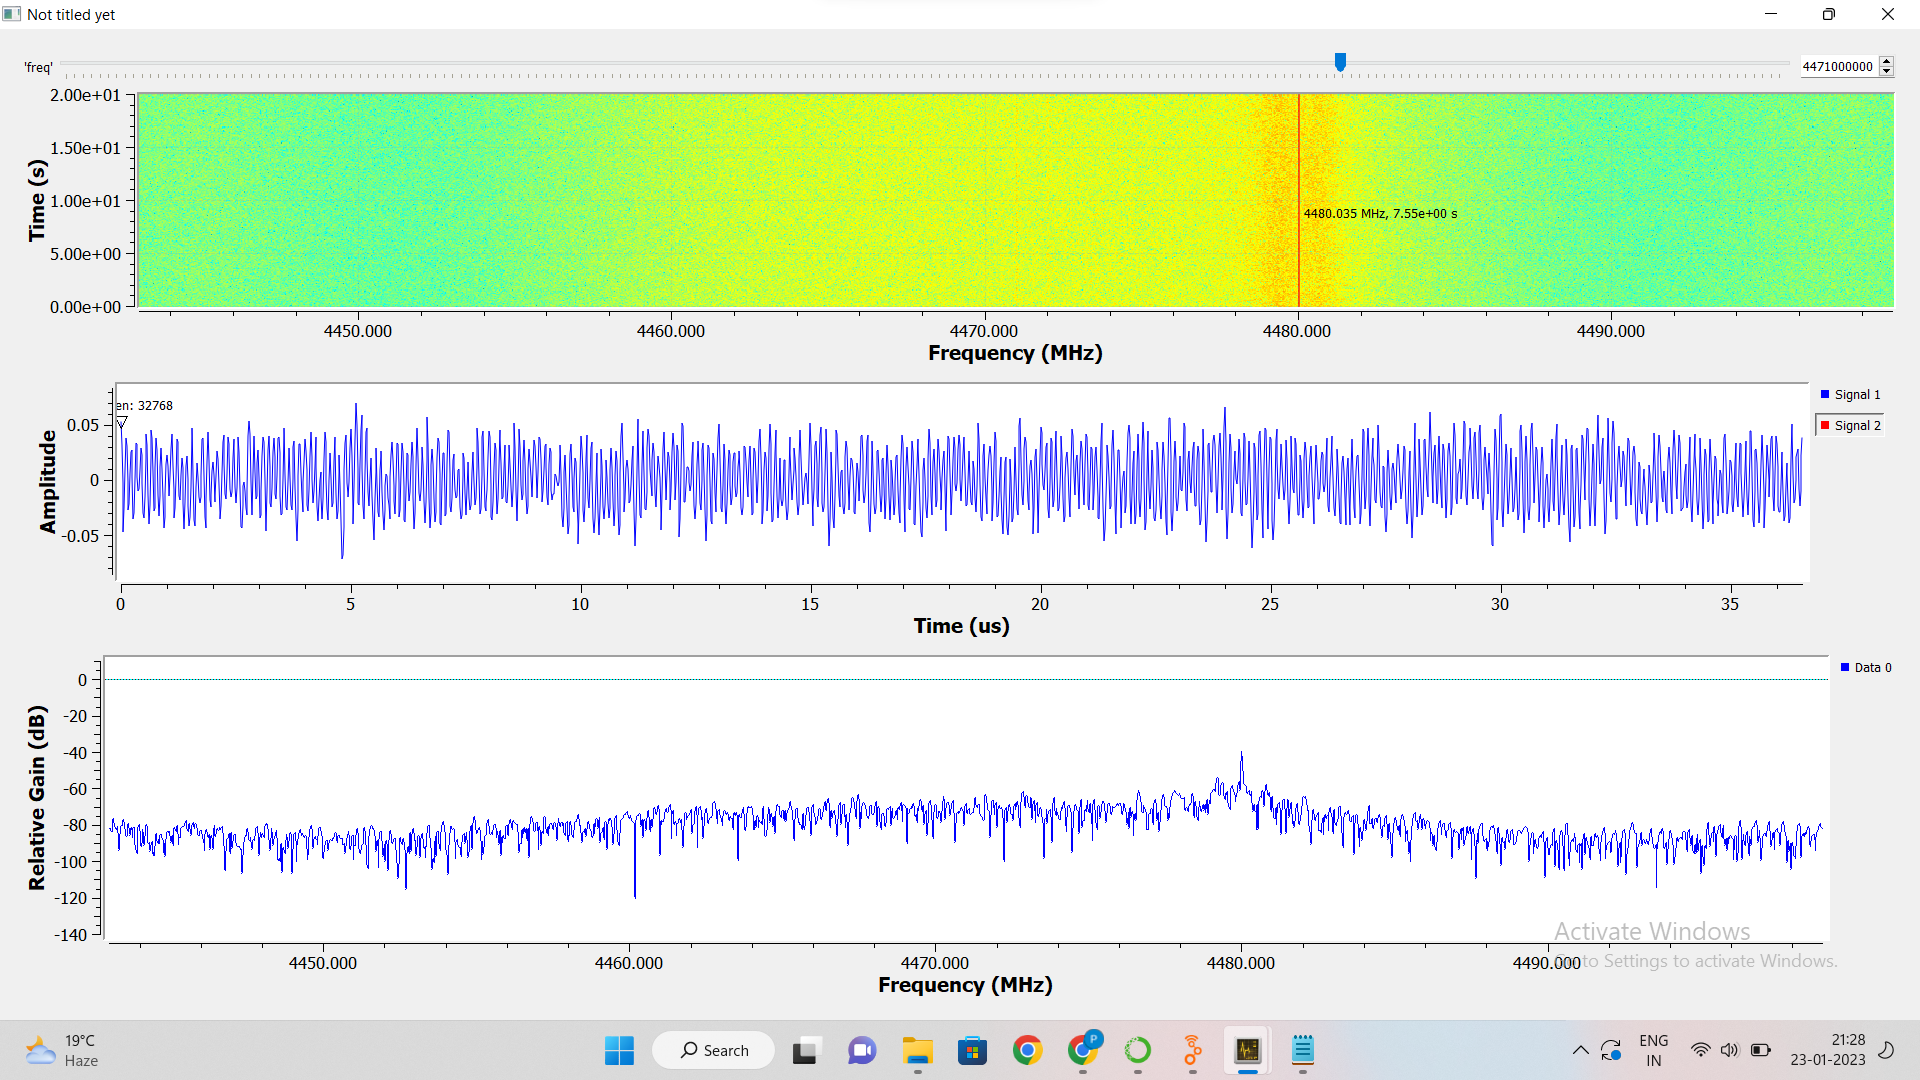 Not titled yet
'freq'
4471000000
2.00e+01
1.50e+01
1.00e+01
5.00e+00
0.00e+00
Time (s)
4480.035 MHz, 7.55e+00 s
4450.000 4460.000 4470.000 4480.000 4490.000
Frequency (MHz)
en: 32768
Signal 1
Signal 2
0.05
0
-0.05
Amplitude
0 5 10 15 20 25 30 35
Time (us)
Data 0
0
-20
-40
-60
-80
-100
-120
-140
Relative Gain (dB)
4450.000 4460.000 4470.000 4480.000 4490.000
Frequency (MHz)
Activate Windows
Go to Settings to activate Windows.
19°C
Haze
Search
P
ENG
IN
21:28
23-01-2023